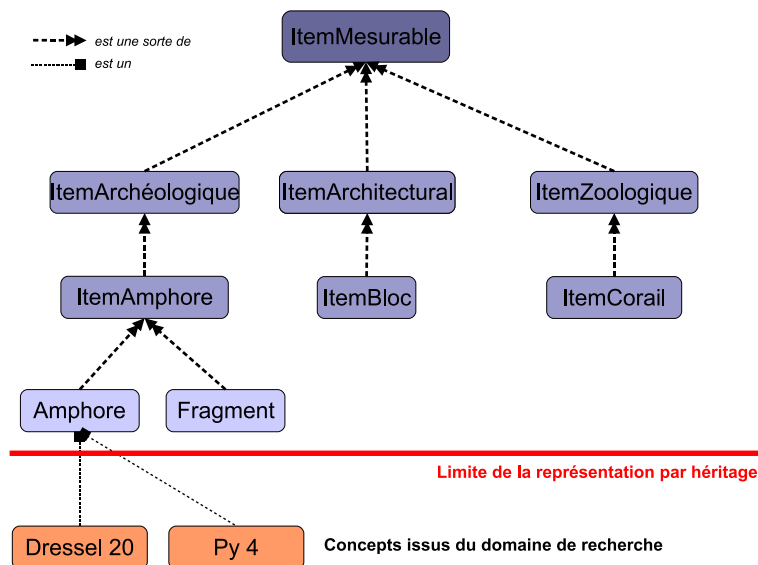 ItemMesurable
est une sorte de
est un
ItemArchéologique
ItemArchitectural
ItemZoologique
ItemAmphore
ItemBloc
ItemCorail
Amphore
Fragment
Limite de la représentation par héritage
Dressel 20
Py 4
Concepts issus du domaine de recherche